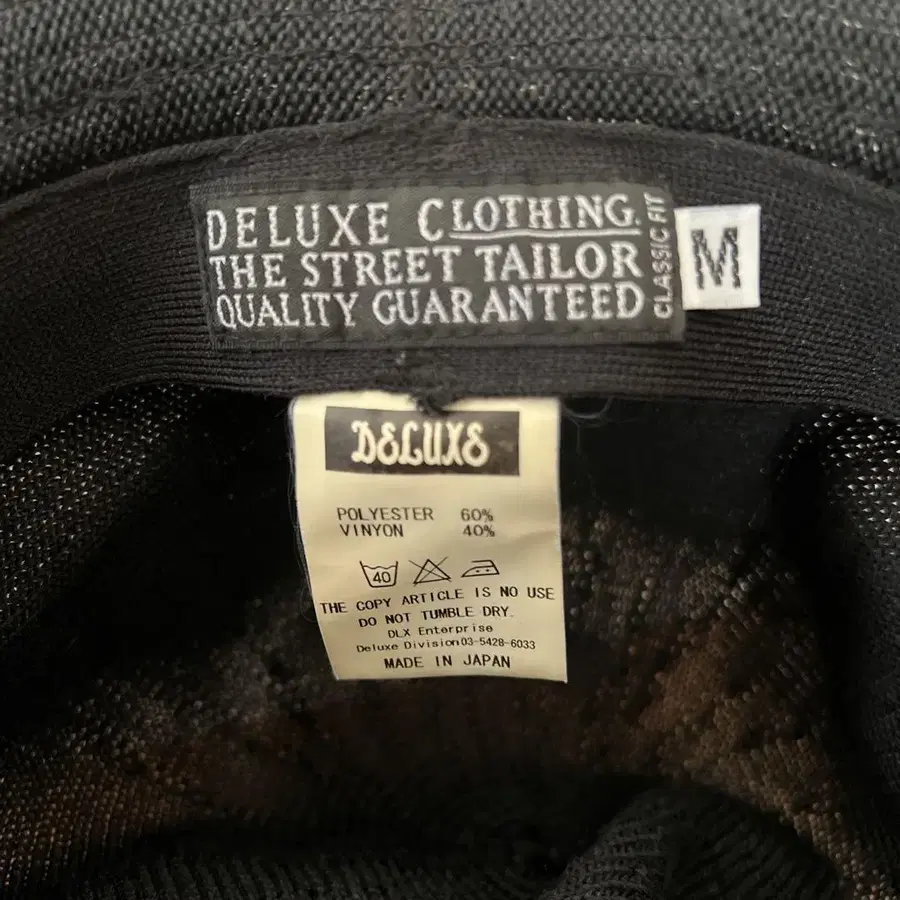 DELUXE CLOTHING.
THE STREET TAILOR
QUALITY GUARANTEED
CLASSIC FIT
M
DELUXE
POLYESTER 60%
VINYON 40%
40
THE COPY ARTICLE IS NO USE
DO NOT TUMBLE DRY.
DLX Enterprise
Deluxe Division03-5428-6033
MADE IN JAPAN